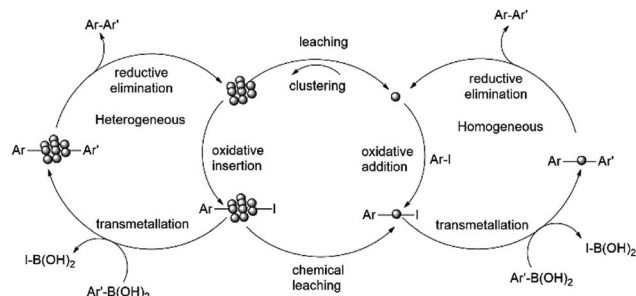 Ar-Ar'
leaching
Ar-Ar'
reductive
elimination
clustering
reductive
elimination
Heterogeneous
Homogeneous
Ar
Ar'
oxidative
insertion
oxidative
addition
Ar-I
Ar
Ar'
Ar
I
Ar
I
transmetallation
transmetallation
I-B(OH)2
chemical
leaching
I-B(OH)2
Ar'-B(OH)2
Ar'-B(OH)2